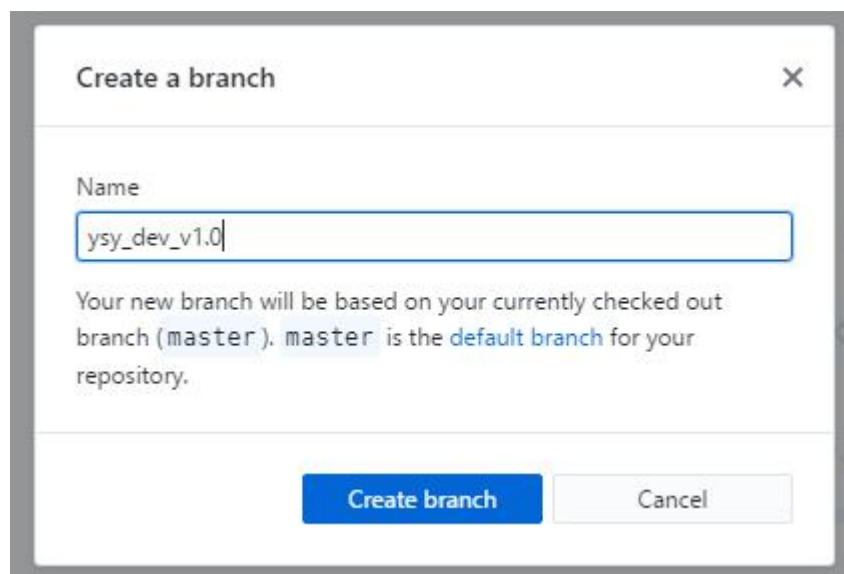 Create a branch
Name
ysy_dev_v1.0
Your new branch will be based on your currently checked out
branch (master). master is the default branch for your
repository.
Create branch
Cancel